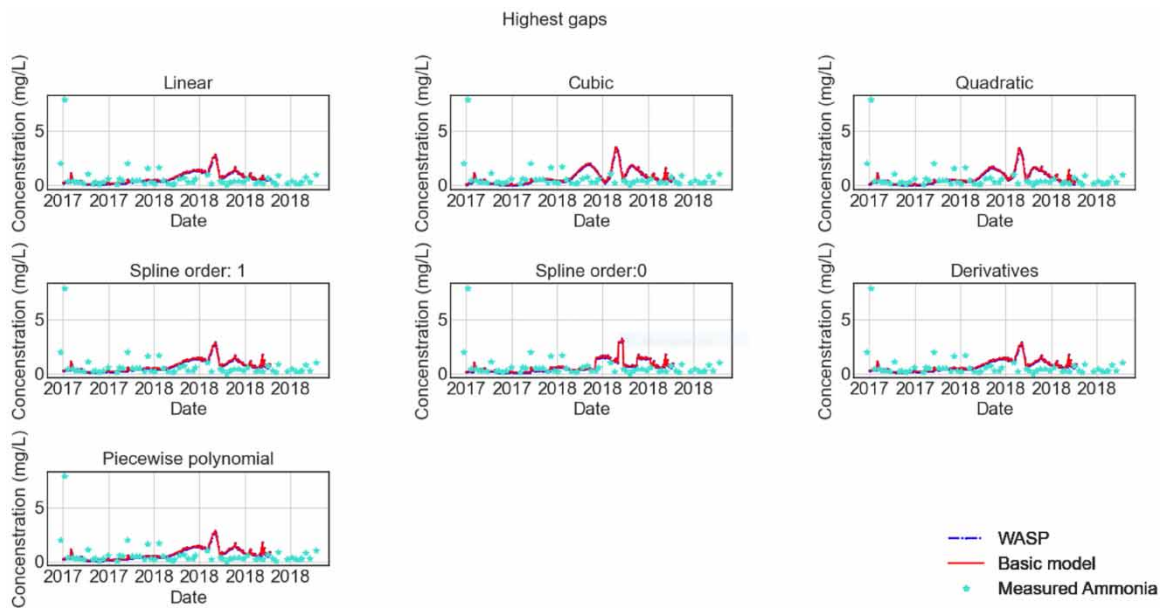 Highest gaps
Linear
Concentration (mg/L)
5
0
2017 2017 2018 2018 2018 2018
Date
Cubic
Concentration (mg/L)
5
0
2017 2017 2018 2018 2018 2018
Date
Quadratic
Concentration (mg/L)
5
0
2017 2017 2018 2018 2018 2018
Date
Spline order: 1
Concentration (mg/L)
5
0
2017 2017 2018 2018 2018 2018
Date
Spline order:0
Concentration (mg/L)
5
0
2017 2017 2018 2018 2018 2018
Date
Derivatives
Concentration (mg/L)
5
0
2017 2017 2018 2018 2018 2018
Date
Piecewise polynomial
Concentration (mg/L)
5
0
2017 2017 2018 2018 2018 2018
Date
WASP
Basic model
Measured Ammonia